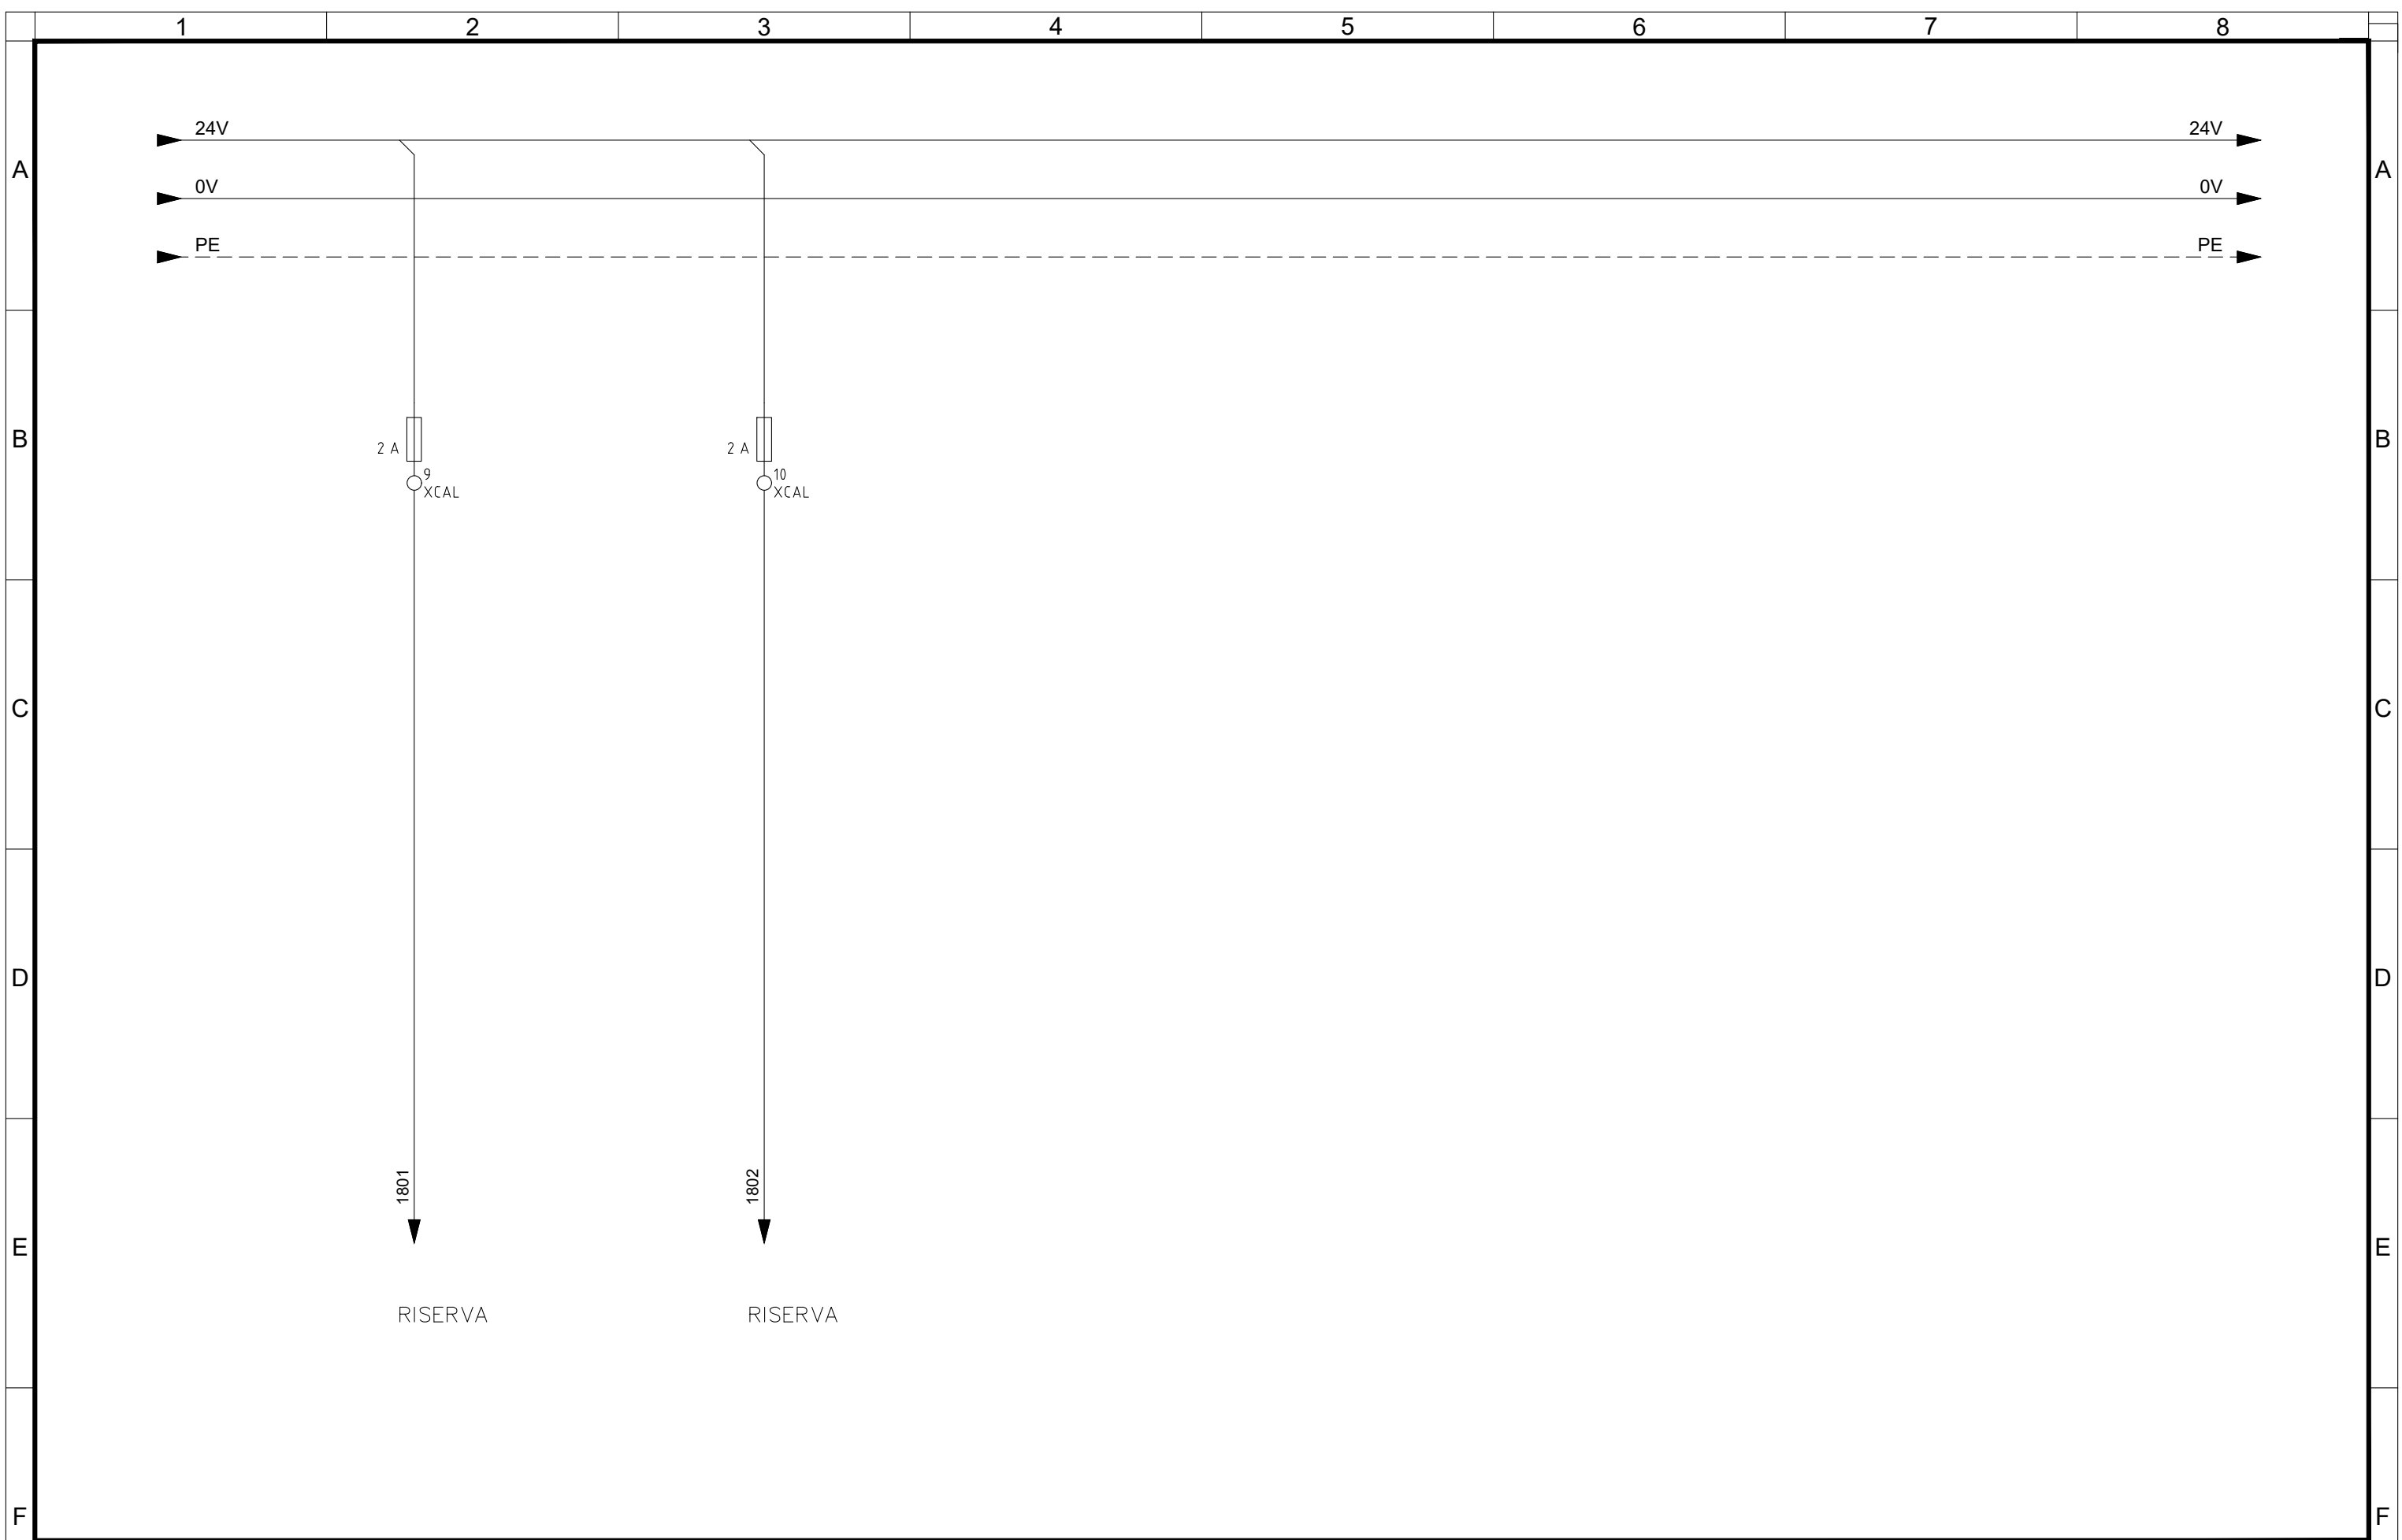 1 2 3 4 5 6 7 8
24V 24V
A A
0V 0V
PE PE
B B
2 A 2 A
9 10
XCAL XCAL
C C
D D
1801 1802
E E
RISERVA RISERVA
F F